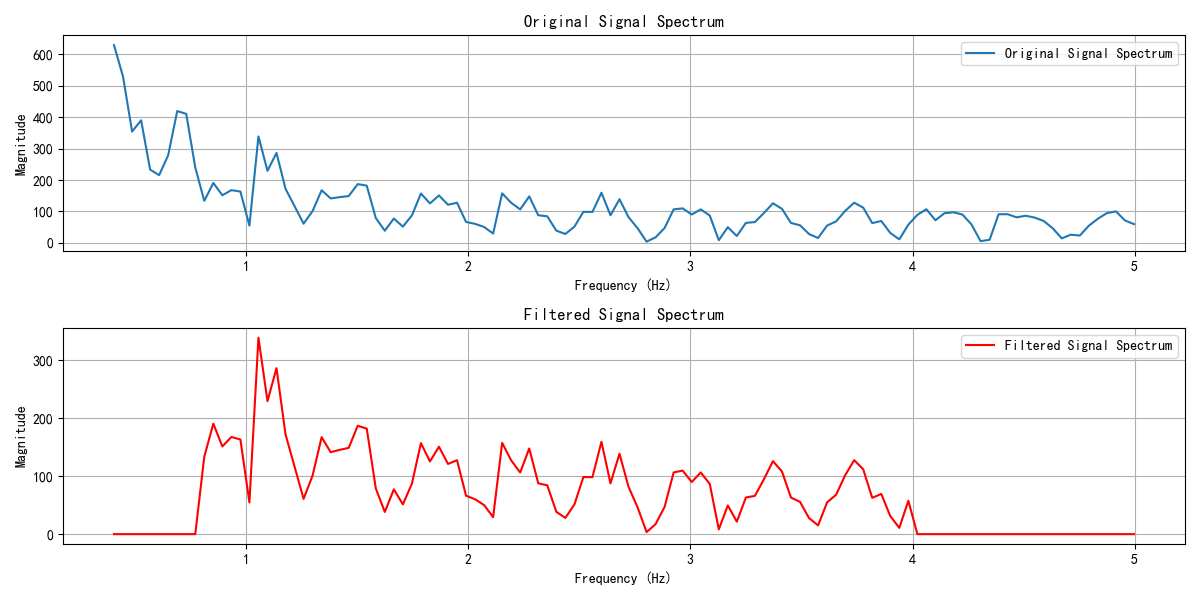 Original Signal Spectrum
Original Signal Spectrum
Magnitude
600
500
400
300
200
100
0
1 2 3 4 5
Frequency (Hz)
Filtered Signal Spectrum
Filtered Signal Spectrum
Magnitude
300
200
100
0
1 2 3 4 5
Frequency (Hz)